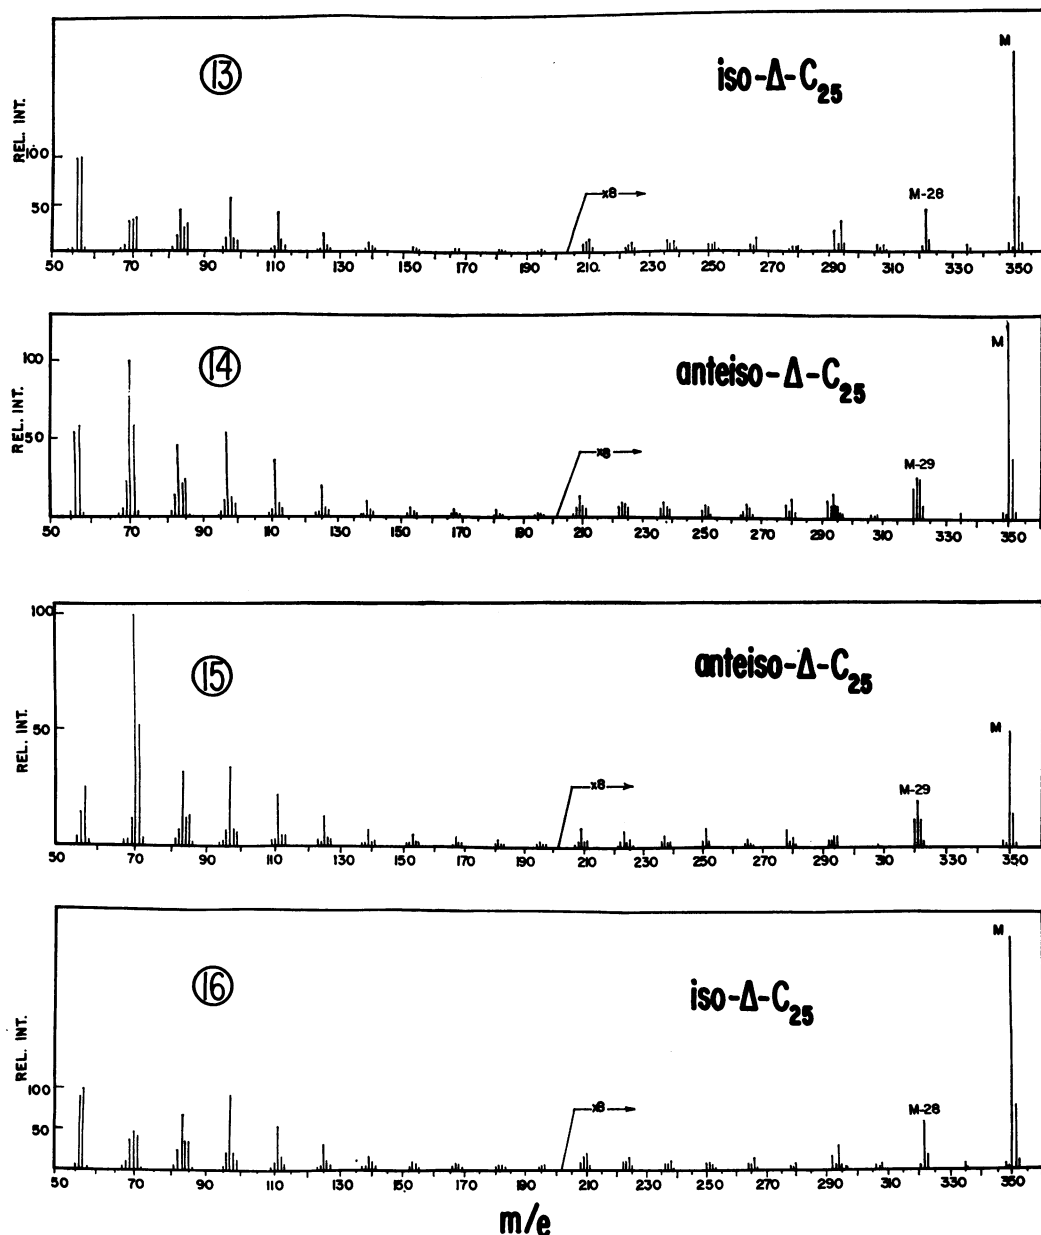 13
iso-Δ-C25
M
REL. INT.
100
50
x8
M-28
50 70 90 110 130 150 170 190 210. 230 250 270 290 310 330 350
14
anteiso-Δ-C25
M
REL. INT.
100
50
x8
M-29
50 70 90 110 130 150 170 190 210 230 250 270 290 310 330 350
15
anteiso-Δ-C25
M
REL. INT.
100
50
x8
M-29
50 70 90 110 130 150 170 190 210 230 250 270 290 310 330 350
16
iso-Δ-C25
M
REL. INT.
100
50
x8
M-28
50 70 90 110 130 150 170 190 210 230 250 270 290 310 330 350
m/e